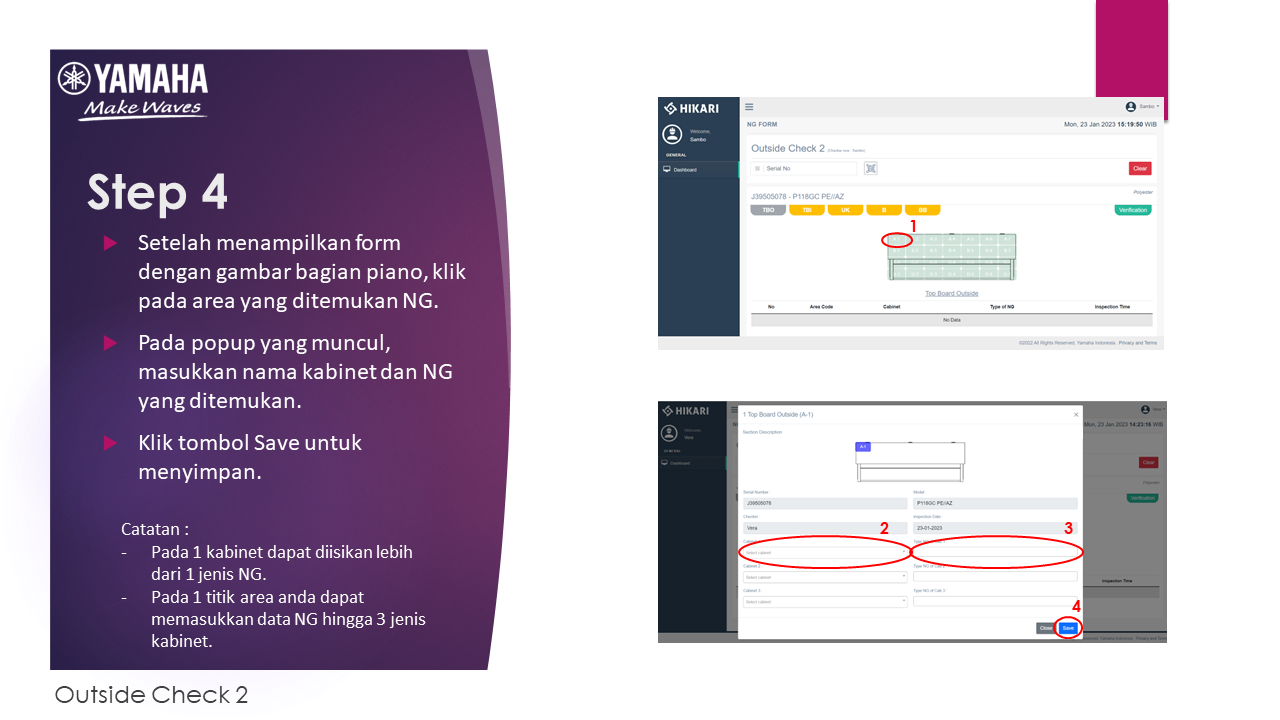 YAMAHA
Make Waves
Step 4
Setelah menampilkan form
dengan gambar bagian piano, klik
pada area yang ditemukan NG.
Pada popup yang muncul,
masukkan nama kabinet dan NG
yang ditemukan.
Klik tombol Save untuk
menyimpan.
Catatan :
- Pada 1 kabinet dapat diisikan lebih
dari 1 jenis NG.
- Pada 1 titik area anda dapat
memasukkan data NG hingga 3 jenis
kabinet.
Outside Check 2
HIKARI
Sambo
Welcome,
Sambo
GENERAL
Dashboard
NG FORM
Mon, 23 Jan 2023 15:19:50 WIB
Outside Check 2
Serial No
Clear
J39505078 - P118GC PE//AZ
Polyester
TBO
TBI
UK
B
BB
Verification
1
Top Board Outside
No
Area Code
Cabinet
Type of NG
Inspection Time
No Data
©2022 All Rights Reserved. Yamaha Indonesia. Privacy and Terms
HIKARI
Welcome,
Vera
Dashboard
1 Top Board Outside (A-1)
×
Mon, 23 Jan 2023 14:23:16 WIB
Section Description
A-1
Clear
Polyester
Verification
Serial Number
Model
J39505078
P118GC PE//AZ
Checker
Inspection Date
Vera
23-01-2023
2
3
Select cabinet
Cabinet 2
Type NG of Cab 2
Select cabinet
Cabinet 3
Type NG of Cab 3
Select cabinet
Inspection Time
4
Close
Save
Yamaha Indonesia. Privacy and Terms